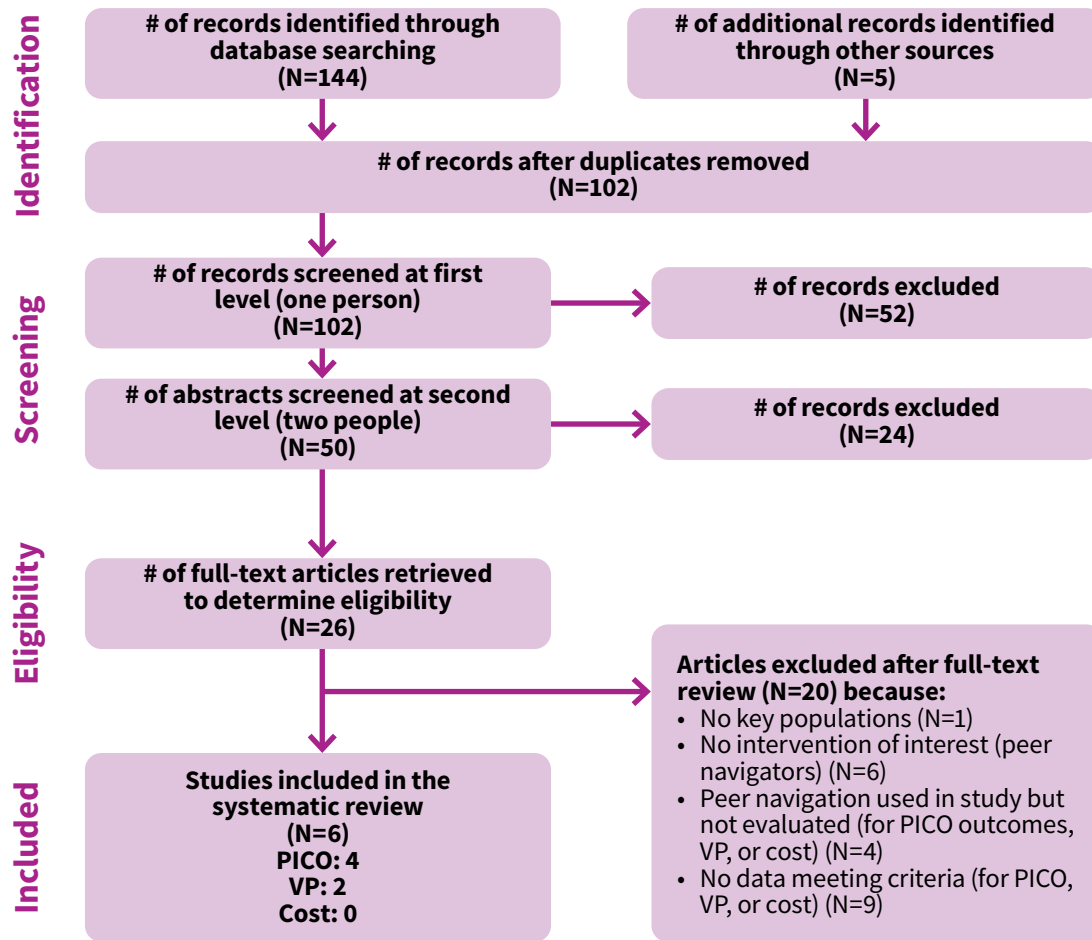 Identification
# of records identified through
database searching
(N=144)
# of additional records identified
through other sources
(N=5)
# of records after duplicates removed
(N=102)
Screening
# of records screened at first
level (one person)
(N=102)
# of records excluded
(N=52)
# of abstracts screened at second
level (two people)
(N=50)
# of records excluded
(N=24)
Eligibility
# of full-text articles retrieved
to determine eligibility
(N=26)
Articles excluded after full-text
review (N=20) because:
• No key populations (N=1)
• No intervention of interest (peer
navigators) (N=6)
• Peer navigation used in study but
not evaluated (for PICO outcomes,
VP, or cost) (N=4)
• No data meeting criteria (for PICO,
VP, or cost) (N=9)
Included
Studies included in the
systematic review
(N=6)
PICO: 4
VP: 2
Cost: 0